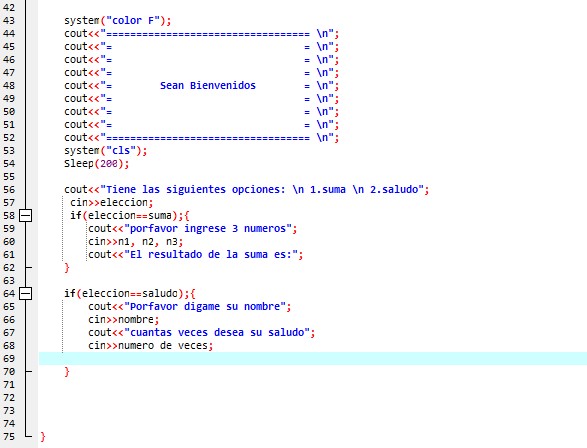 42
43 system("color F");
44 cout<<"================================== \n";
45 cout<<"=                                = \n";
46 cout<<"=                                = \n";
47 cout<<"=                                = \n";
48 cout<<"=        Sean Bienvenidos        = \n";
49 cout<<"=                                = \n";
50 cout<<"=                                = \n";
51 cout<<"=                                = \n";
52 cout<<"================================== \n";
53 system("cls");
54 Sleep(200);
55
56 cout<<"Tiene las siguientes opciones: \n 1.suma \n 2.saludo";
57 cin>>eleccion;
58 if(eleccion==suma);{
59 cout<<"porfavor ingrese 3 numeros";
60 cin>>n1, n2, n3;
61 cout<<"El resultado de la suma es:";
62 }
63
64 if(eleccion==saludo);{
65 cout<<"Porfavor digame su nombre";
66 cin>>nombre;
67 cout<<"cuantas veces desea su saludo";
68 cin>>numero de veces;
69
70 }
71
72
73
74
75 }